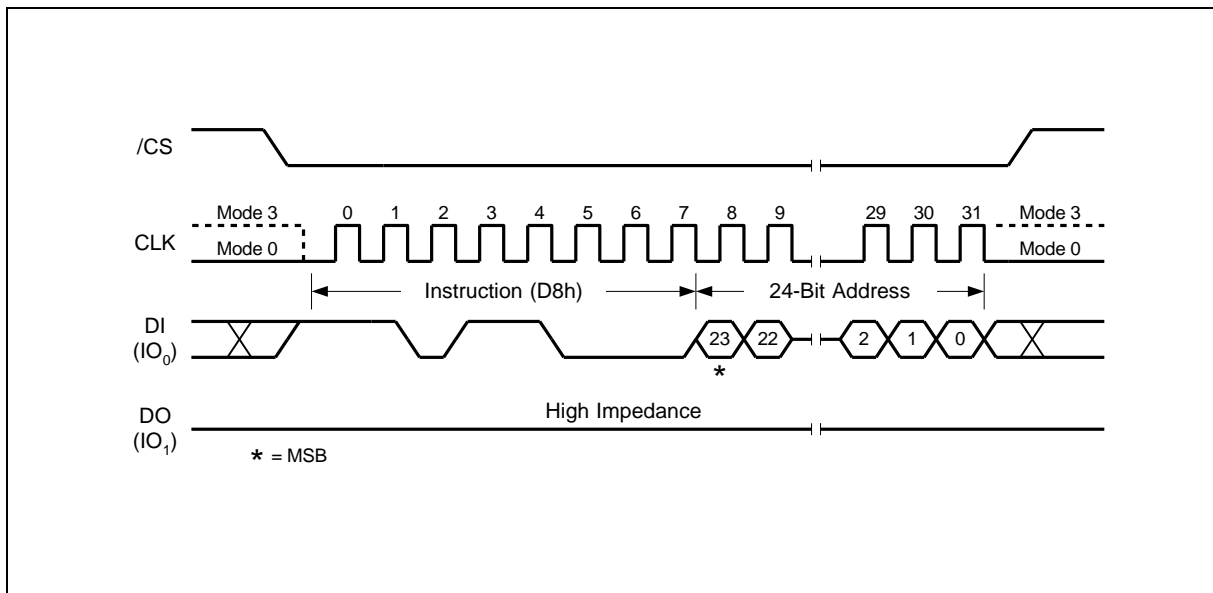 /CS
Mode 3 0 1 2 3 4 5 6 7 8 9 29 30 31 Mode 3
CLK Mode 0 Mode 0
Instruction (D8h) 24-Bit Address
DI
(IO₀) 23 22 2 1 0
*
DO High Impedance
(IO₁)
* = MSB